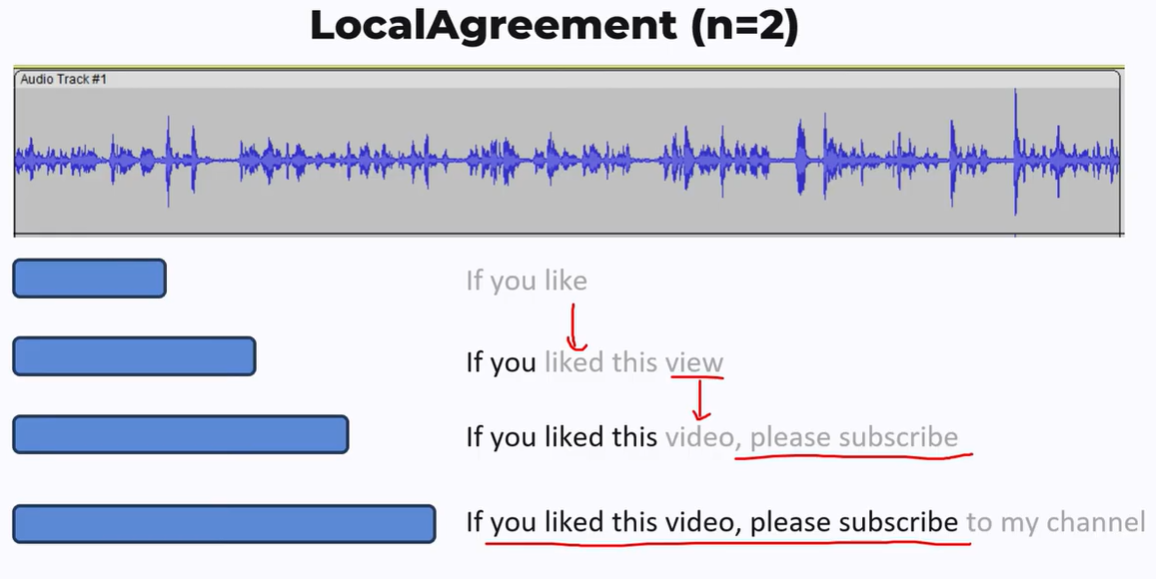 LocalAgreement (n=2)
Audio Track #1
If you like
If you liked this view
If you liked this video, please subscribe
If you liked this video, please subscribe to my channel